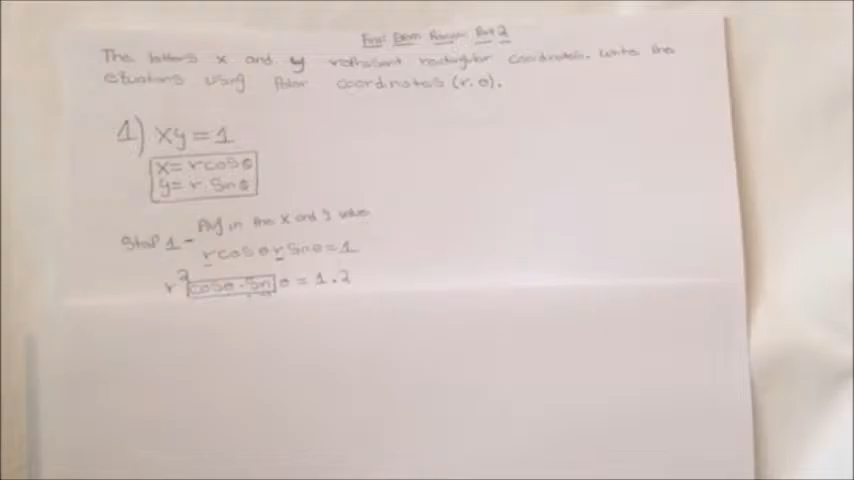 Final Exam Review Part 2
The letters x and y represent rectangular coordinates. Write the
equations using Polar coordinates (r, θ).
1) xy = 1
x = r cos θ
y = r. Sin θ
Step 1 - Plug in the x and y value
r cos θ r Sin θ = 1
r² cos θ · Sin θ = 1 . 2